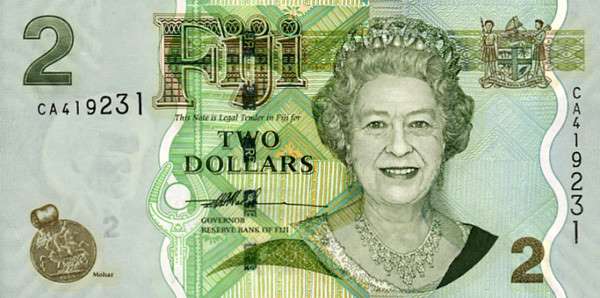 2
Fiji
CA419231
This Note is Legal Tender in Fiji for
TWO
DOLLARS
GOVERNOR
RESERVE BANK OF FIJI
Mohar
2
CA419231
2